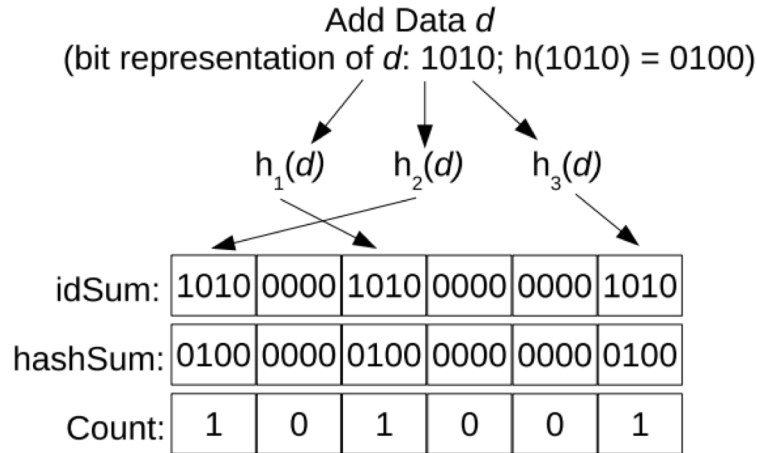 Add Data d
(bit representation of d: 1010; h(1010) = 0100)
h₁(d) h₂(d) h₃(d)
idSum: 1010 0000 1010 0000 0000 1010
hashSum: 0100 0000 0100 0000 0000 0100
Count: 1 0 1 0 0 1